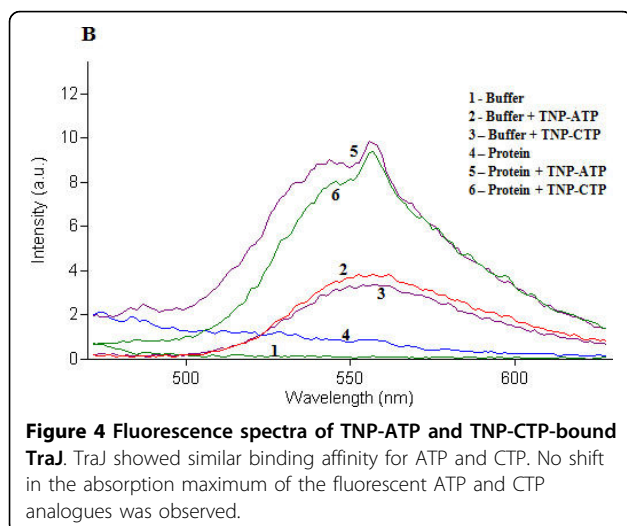 B
12
10
8
6
4
2
0
Intensity (a.u.)
500
550
600
Wavelength (nm)
1 - Buffer
2 - Buffer + TNP-ATP
3 - Buffer + TNP-CTP
4 - Protein
5 – Protein + TNP-ATP
6 – Protein + TNP-CTP
5
6
2
3
4
1
Figure 4 Fluorescence spectra of TNP-ATP and TNP-CTP-bound
TraJ. TraJ showed similar binding affinity for ATP and CTP. No shift
in the absorption maximum of the fluorescent ATP and CTP
analogues was observed.